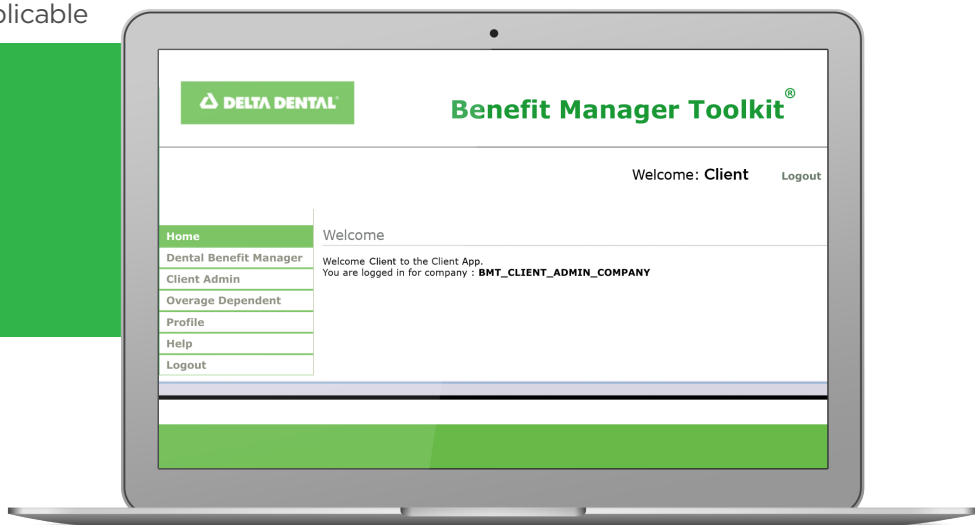 DELTA DENTAL
Benefit Manager Toolkit®
Welcome: Client Logout
Home
Dental Benefit Manager
Client Admin
Overage Dependent
Profile
Help
Logout
Welcome
Welcome Client to the Client App.
You are logged in for company : BMT_CLIENT_ADMIN_COMPANY